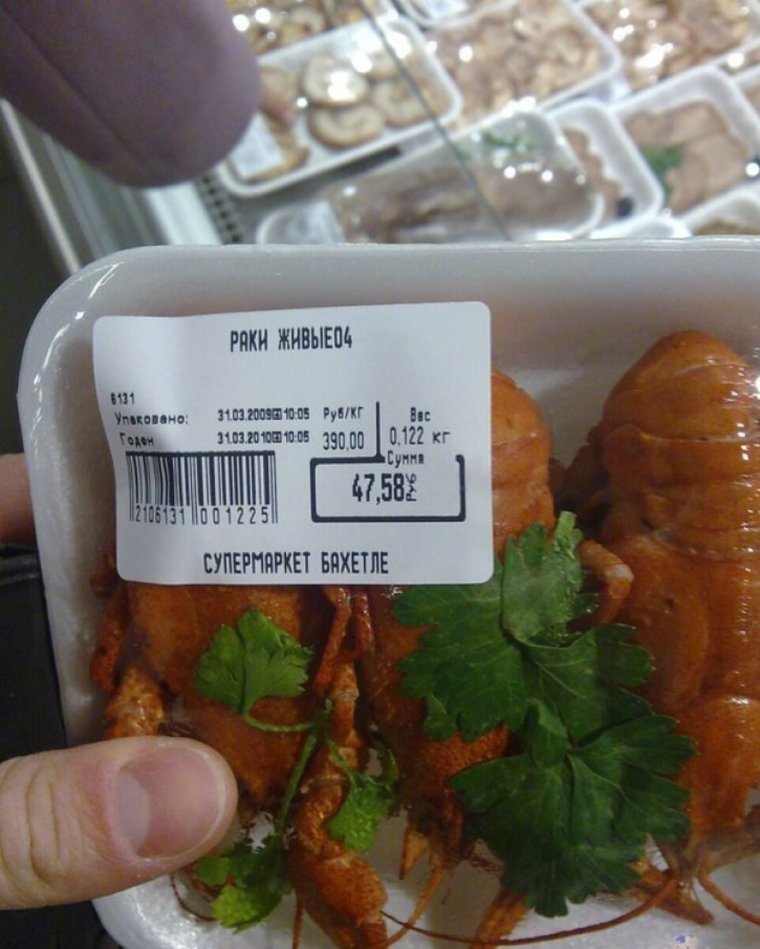 РАКИ ЖИВЫЕ04
6131
Упаковано: 31.03.2009 10:05 Руб/КГ Вес
Годен 31.03.2010 10:05 390,00 0,122 КГ
Сумма
47,58 РУБ
2106131 001225
СУПЕРМАРКЕТ БАХЕТЛЕ